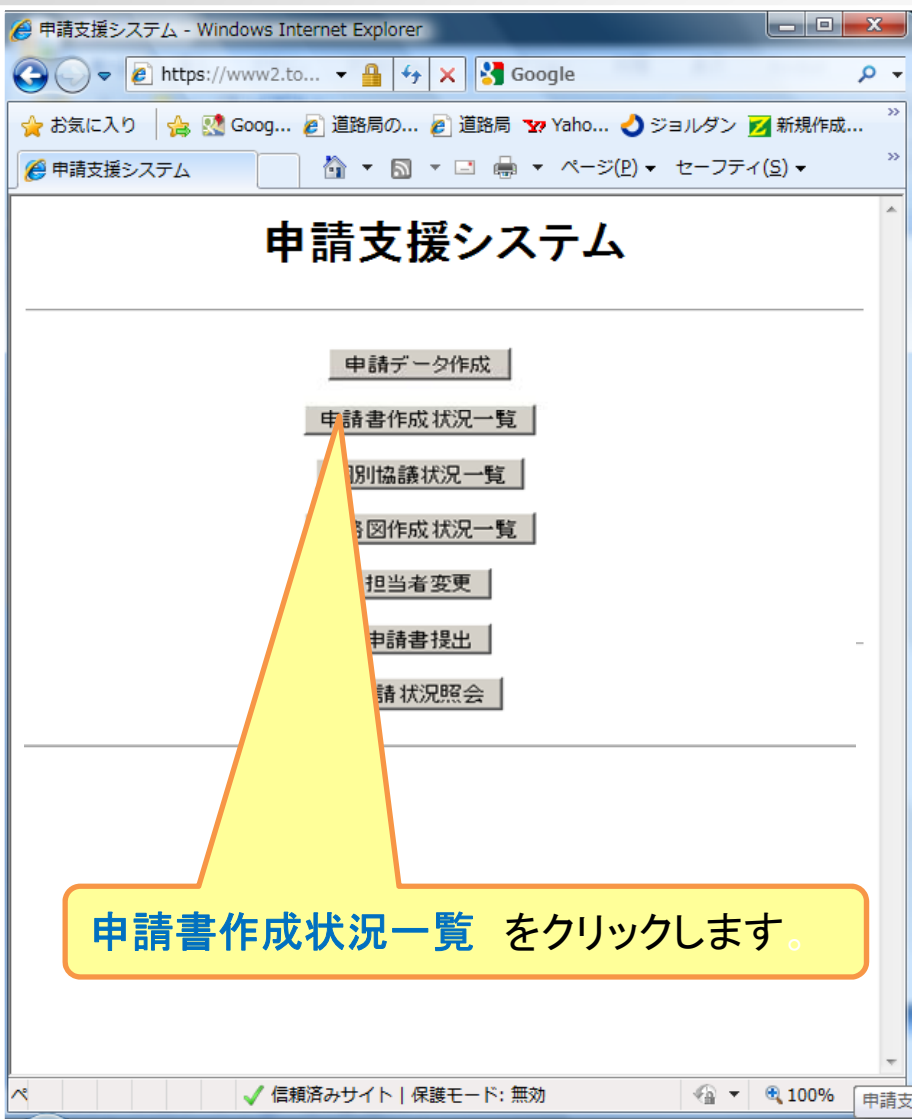 申請支援システム - Windows Internet Explorer
https://www2.to... Google
お気に入り Goog... 道路局の... 道路局 Yaho... ジョルダン 新規作成...
申請支援システム ページ(P) セーフティ(S)
申請支援システム
申請データ作成
申請書作成状況一覧
別協議状況一覧
図作成状況一覧
担当者変更
申請書提出
請状況照会
申請書作成状況一覧 をクリックします。
ペ 信頼済みサイト | 保護モード: 無効 100% 申請支